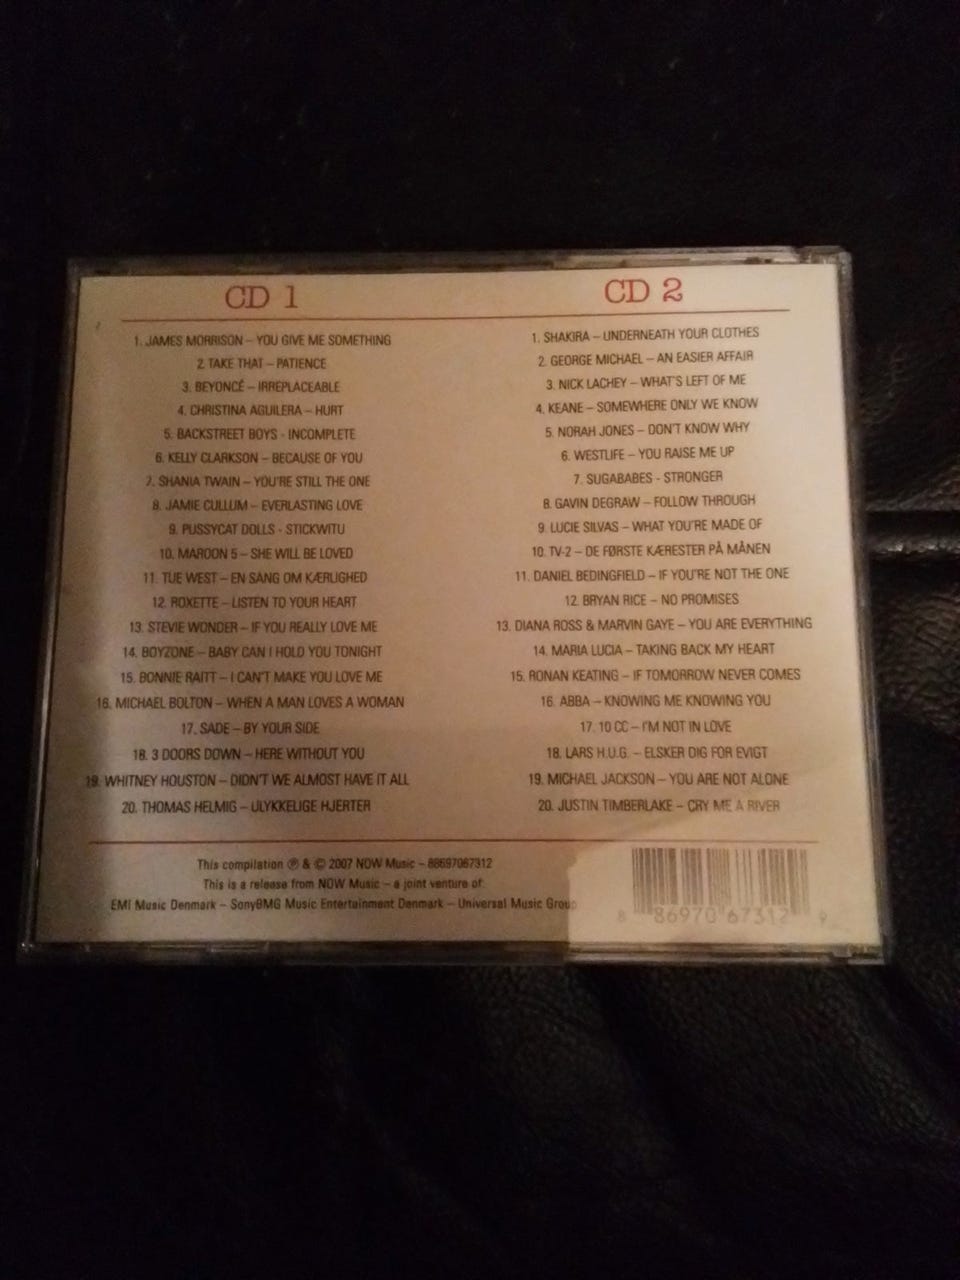 CD 1
1. JAMES MORRISON – YOU GIVE ME SOMETHING
2. TAKE THAT – PATIENCE
3. BEYONCÉ – IRREPLACEABLE
4. CHRISTINA AGUILERA – HURT
5. BACKSTREET BOYS - INCOMPLETE
6. KELLY CLARKSON – BECAUSE OF YOU
7. SHANIA TWAIN – YOU'RE STILL THE ONE
8. JAMIE CULLUM – EVERLASTING LOVE
9. PUSSYCAT DOLLS - STICKWITU
10. MAROON 5 – SHE WILL BE LOVED
11. TUE WEST – EN SANG OM KÆRLIGHED
12. ROXETTE – LISTEN TO YOUR HEART
13. STEVIE WONDER – IF YOU REALLY LOVE ME
14. BOYZONE – BABY CAN I HOLD YOU TONIGHT
15. BONNIE RAITT – I CAN'T MAKE YOU LOVE ME
16. MICHAEL BOLTON – WHEN A MAN LOVES A WOMAN
17. SADE – BY YOUR SIDE
18. 3 DOORS DOWN – HERE WITHOUT YOU
19. WHITNEY HOUSTON – DIDN'T WE ALMOST HAVE IT ALL
20. THOMAS HELMIG – ULYKKELIGE HJERTER
CD 2
1. SHAKIRA – UNDERNEATH YOUR CLOTHES
2. GEORGE MICHAEL – AN EASIER AFFAIR
3. NICK LACHEY – WHAT'S LEFT OF ME
4. KEANE – SOMEWHERE ONLY WE KNOW
5. NORAH JONES – DON'T KNOW WHY
6. WESTLIFE – YOU RAISE ME UP
7. SUGABABES - STRONGER
8. GAVIN DEGRAW – FOLLOW THROUGH
9. LUCIE SILVAS – WHAT YOU'RE MADE OF
10. TV-2 – DE FØRSTE KÆRESTER PÅ MÅNEN
11. DANIEL BEDINGFIELD – IF YOU'RE NOT THE ONE
12. BRYAN RICE – NO PROMISES
13. DIANA ROSS & MARVIN GAYE – YOU ARE EVERYTHING
14. MARIA LUCIA – TAKING BACK MY HEART
15. RONAN KEATING – IF TOMORROW NEVER COMES
16. ABBA – KNOWING ME KNOWING YOU
17. 10 CC – I'M NOT IN LOVE
18. LARS H.U.G. – ELSKER DIG FOR EVIGT
19. MICHAEL JACKSON – YOU ARE NOT ALONE
20. JUSTIN TIMBERLAKE – CRY ME A RIVER
This compilation ℗ & © 2007 NOW Music – 88697067312
This is a release from NOW Music – a joint venture of
EMI Music Denmark – SonyBMG Music Entertainment Denmark – Universal Music Group
8 86970 67312 9